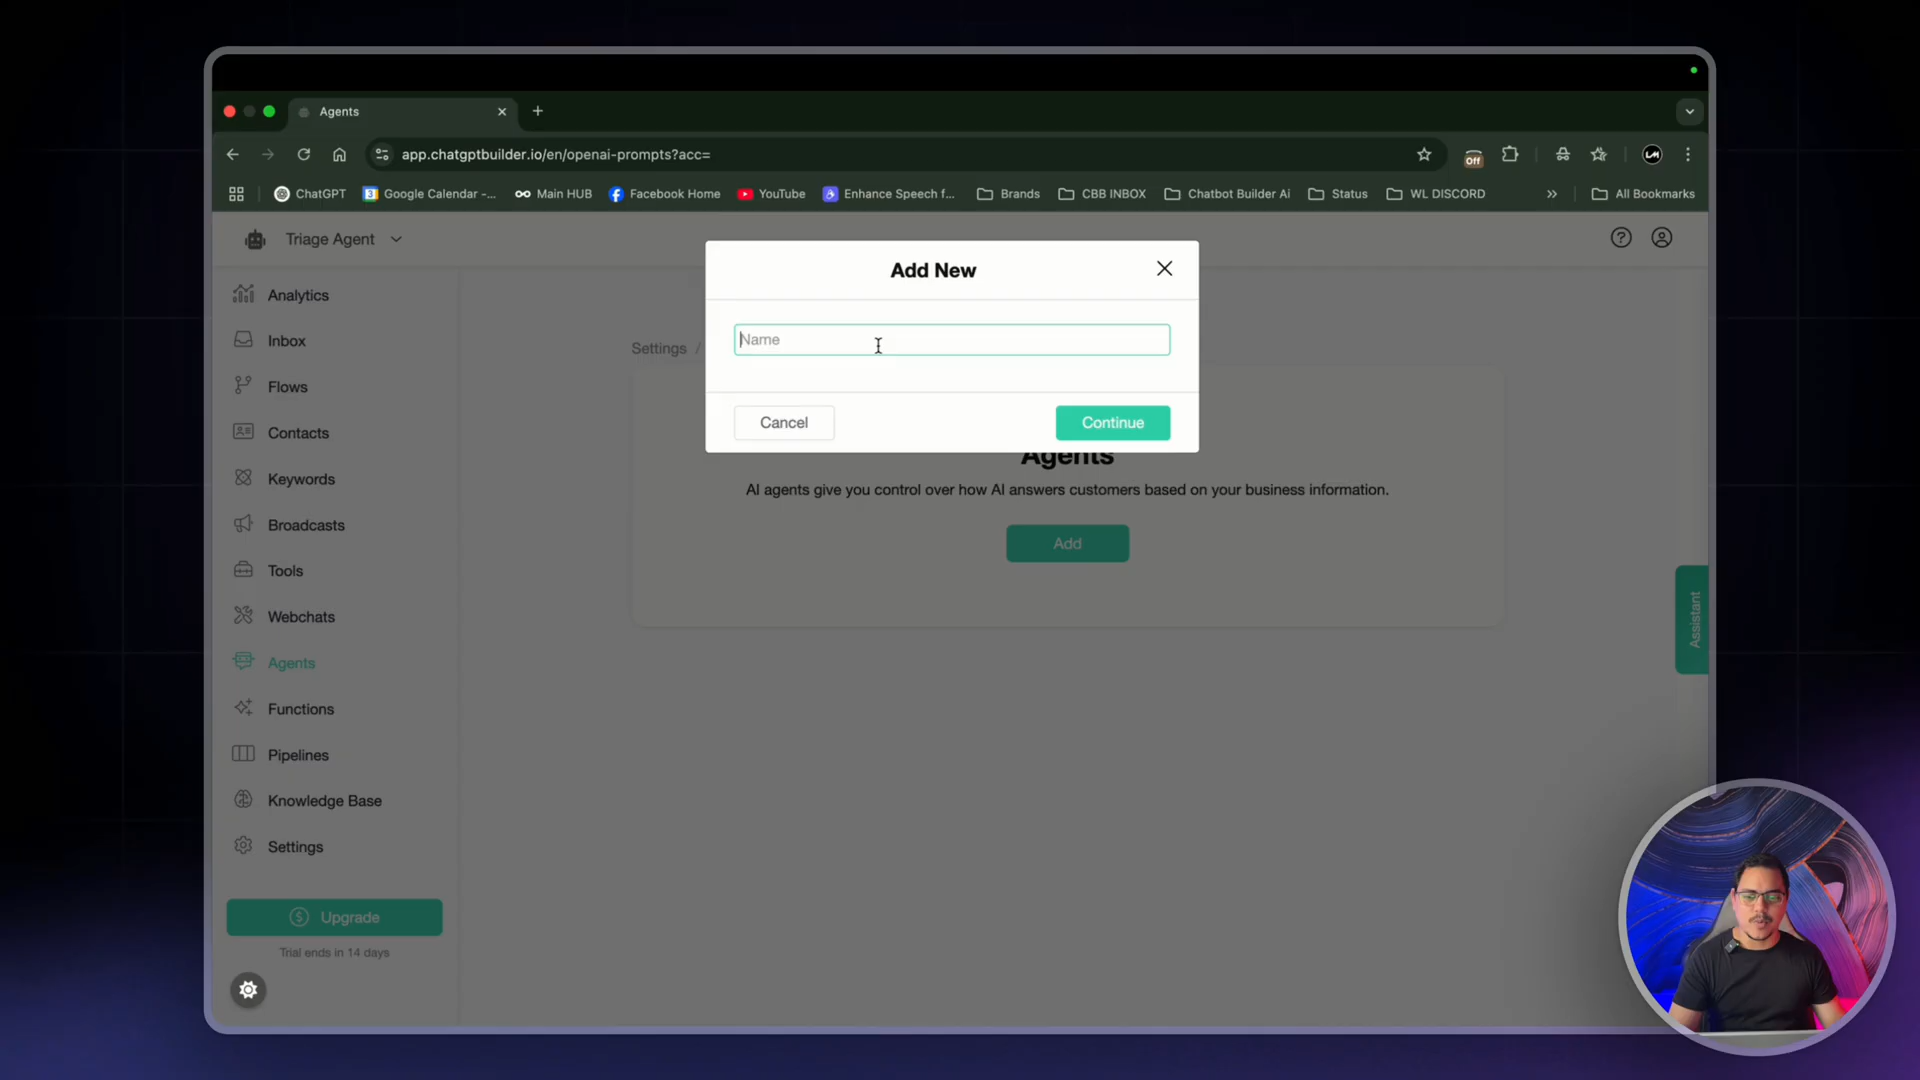 Agents
app.chatgptbuilder.io/en/openai-prompts?acc=
Off
LM
ChatGPT
Google Calendar -...
Main HUB
Facebook Home
YouTube
Enhance Speech f...
Brands
CBB INBOX
Chatbot Builder Ai
Status
WL DISCORD
All Bookmarks
Triage Agent
Analytics
Inbox
Flows
Contacts
Keywords
Broadcasts
Tools
Webchats
Agents
Functions
Pipelines
Knowledge Base
Settings
Upgrade
Trial ends in 14 days
Settings /
Add New
Name
Cancel
Continue
Agents
AI agents give you control over how AI answers customers based on your business information.
Add
Assistant